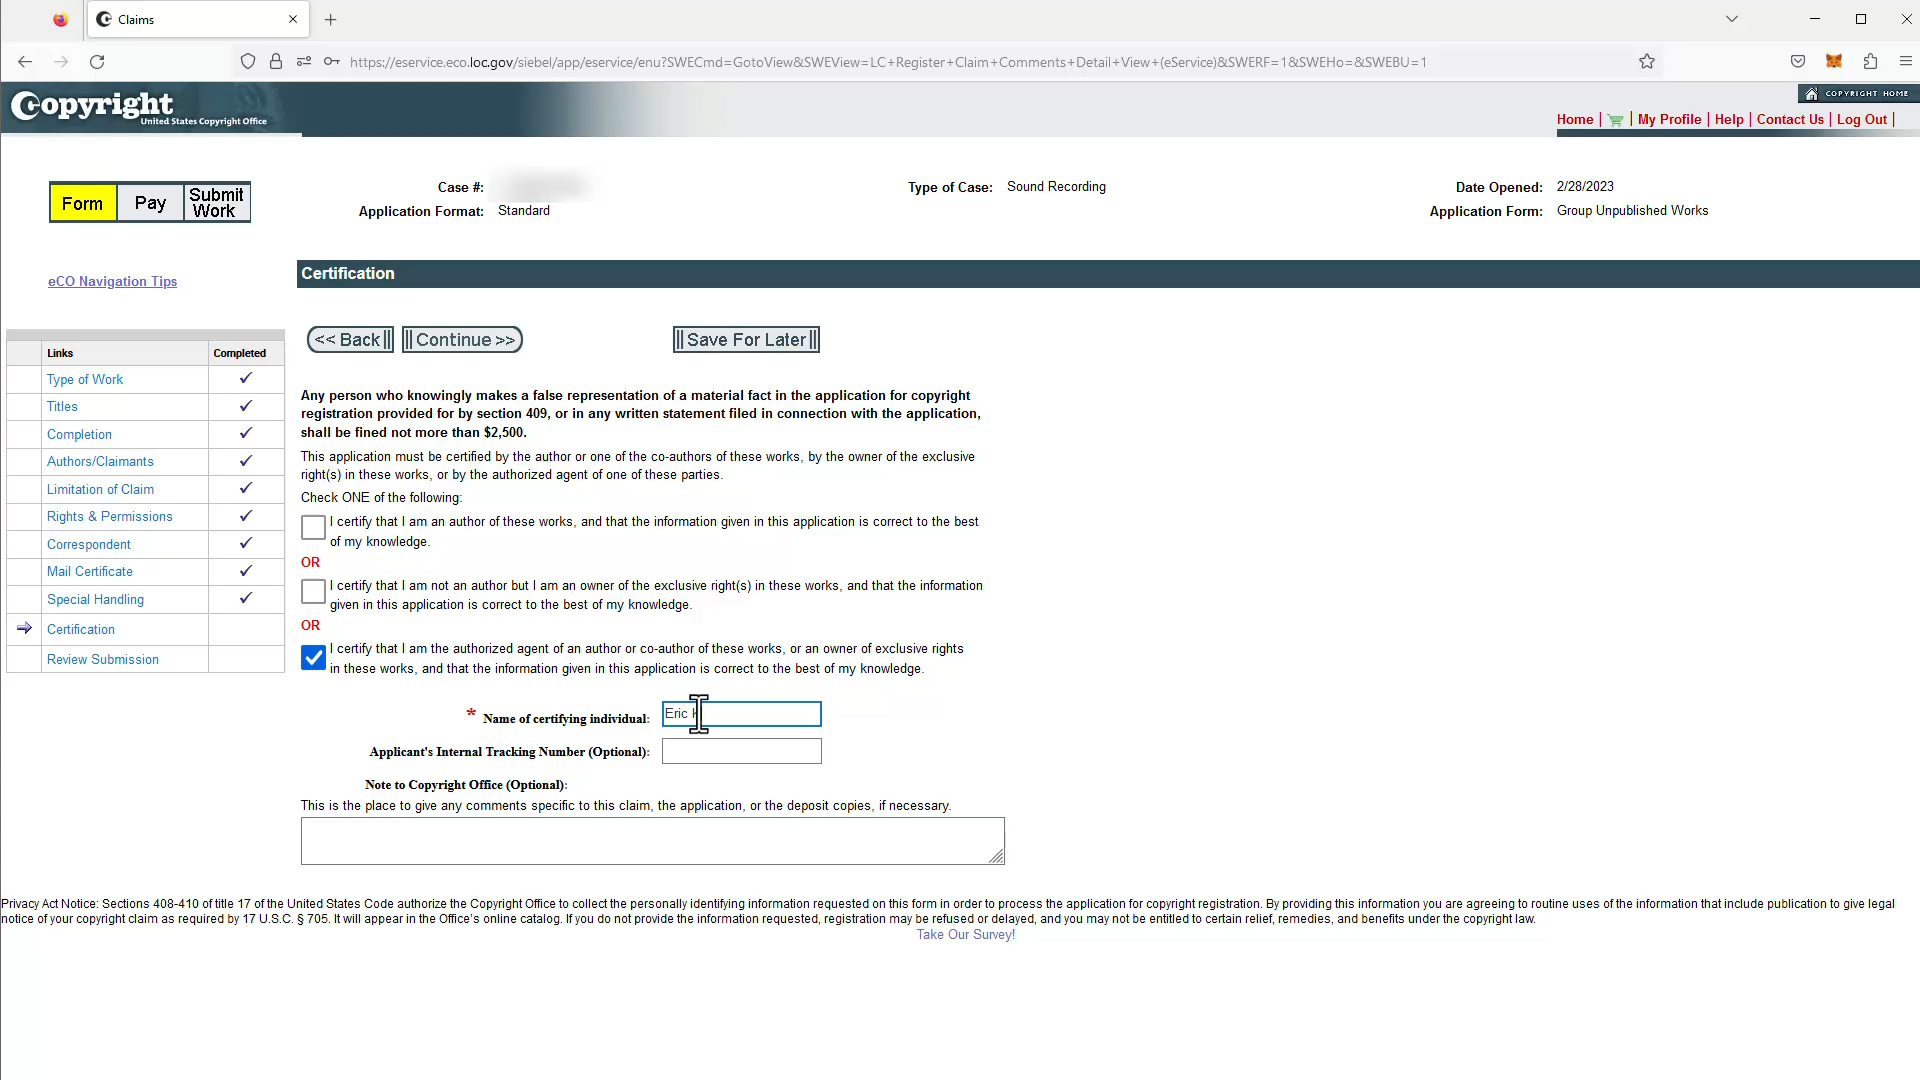 Claims
https://eservice.eco.loc.gov/siebel/app/eservice/enu?SWECmd=GotoView&SWEView=LC+Register+Claim+Comments+Detail+View+(eService)&SWERF=1&SWEHo=&SWEBU=1
Copyright
United States Copyright Office
COPYRIGHT HOME
Home | | My Profile | Help | Contact Us | Log Out |
Form Pay Submit Work
Case #:
Type of Case: Sound Recording
Date Opened: 2/28/2023
Application Format: Standard
Application Form: Group Unpublished Works
eCO Navigation Tips
Certification
<< Back Continue >> Save For Later
Links Completed
Type of Work
Titles
Completion
Authors/Claimants
Limitation of Claim
Rights & Permissions
Correspondent
Mail Certificate
Special Handling
Certification
Review Submission
Any person who knowingly makes a false representation of a material fact in the application for copyright
registration provided for by section 409, or in any written statement filed in connection with the application,
shall be fined not more than $2,500.
This application must be certified by the author or one of the co-authors of these works, by the owner of the exclusive
right(s) in these works, or by the authorized agent of one of these parties.
Check ONE of the following:
I certify that I am an author of these works, and that the information given in this application is correct to the best
of my knowledge.
OR
I certify that I am not an author but I am an owner of the exclusive right(s) in these works, and that the information
given in this application is correct to the best of my knowledge.
OR
I certify that I am the authorized agent of an author or co-author of these works, or an owner of exclusive rights
in these works, and that the information given in this application is correct to the best of my knowledge.
* Name of certifying individual: Eric
Applicant's Internal Tracking Number (Optional):
Note to Copyright Office (Optional):
This is the place to give any comments specific to this claim, the application, or the deposit copies, if necessary.
Privacy Act Notice: Sections 408-410 of title 17 of the United States Code authorize the Copyright Office to collect the personally identifying information requested on this form in order to process the application for copyright registration. By providing this information you are agreeing to routine uses of the information that include publication to give legal
notice of your copyright claim as required by 17 U.S.C. § 705. It will appear in the Office's online catalog. If you do not provide the information requested, registration may be refused or delayed, and you may not be entitled to certain relief, remedies, and benefits under the copyright law.
Take Our Survey!